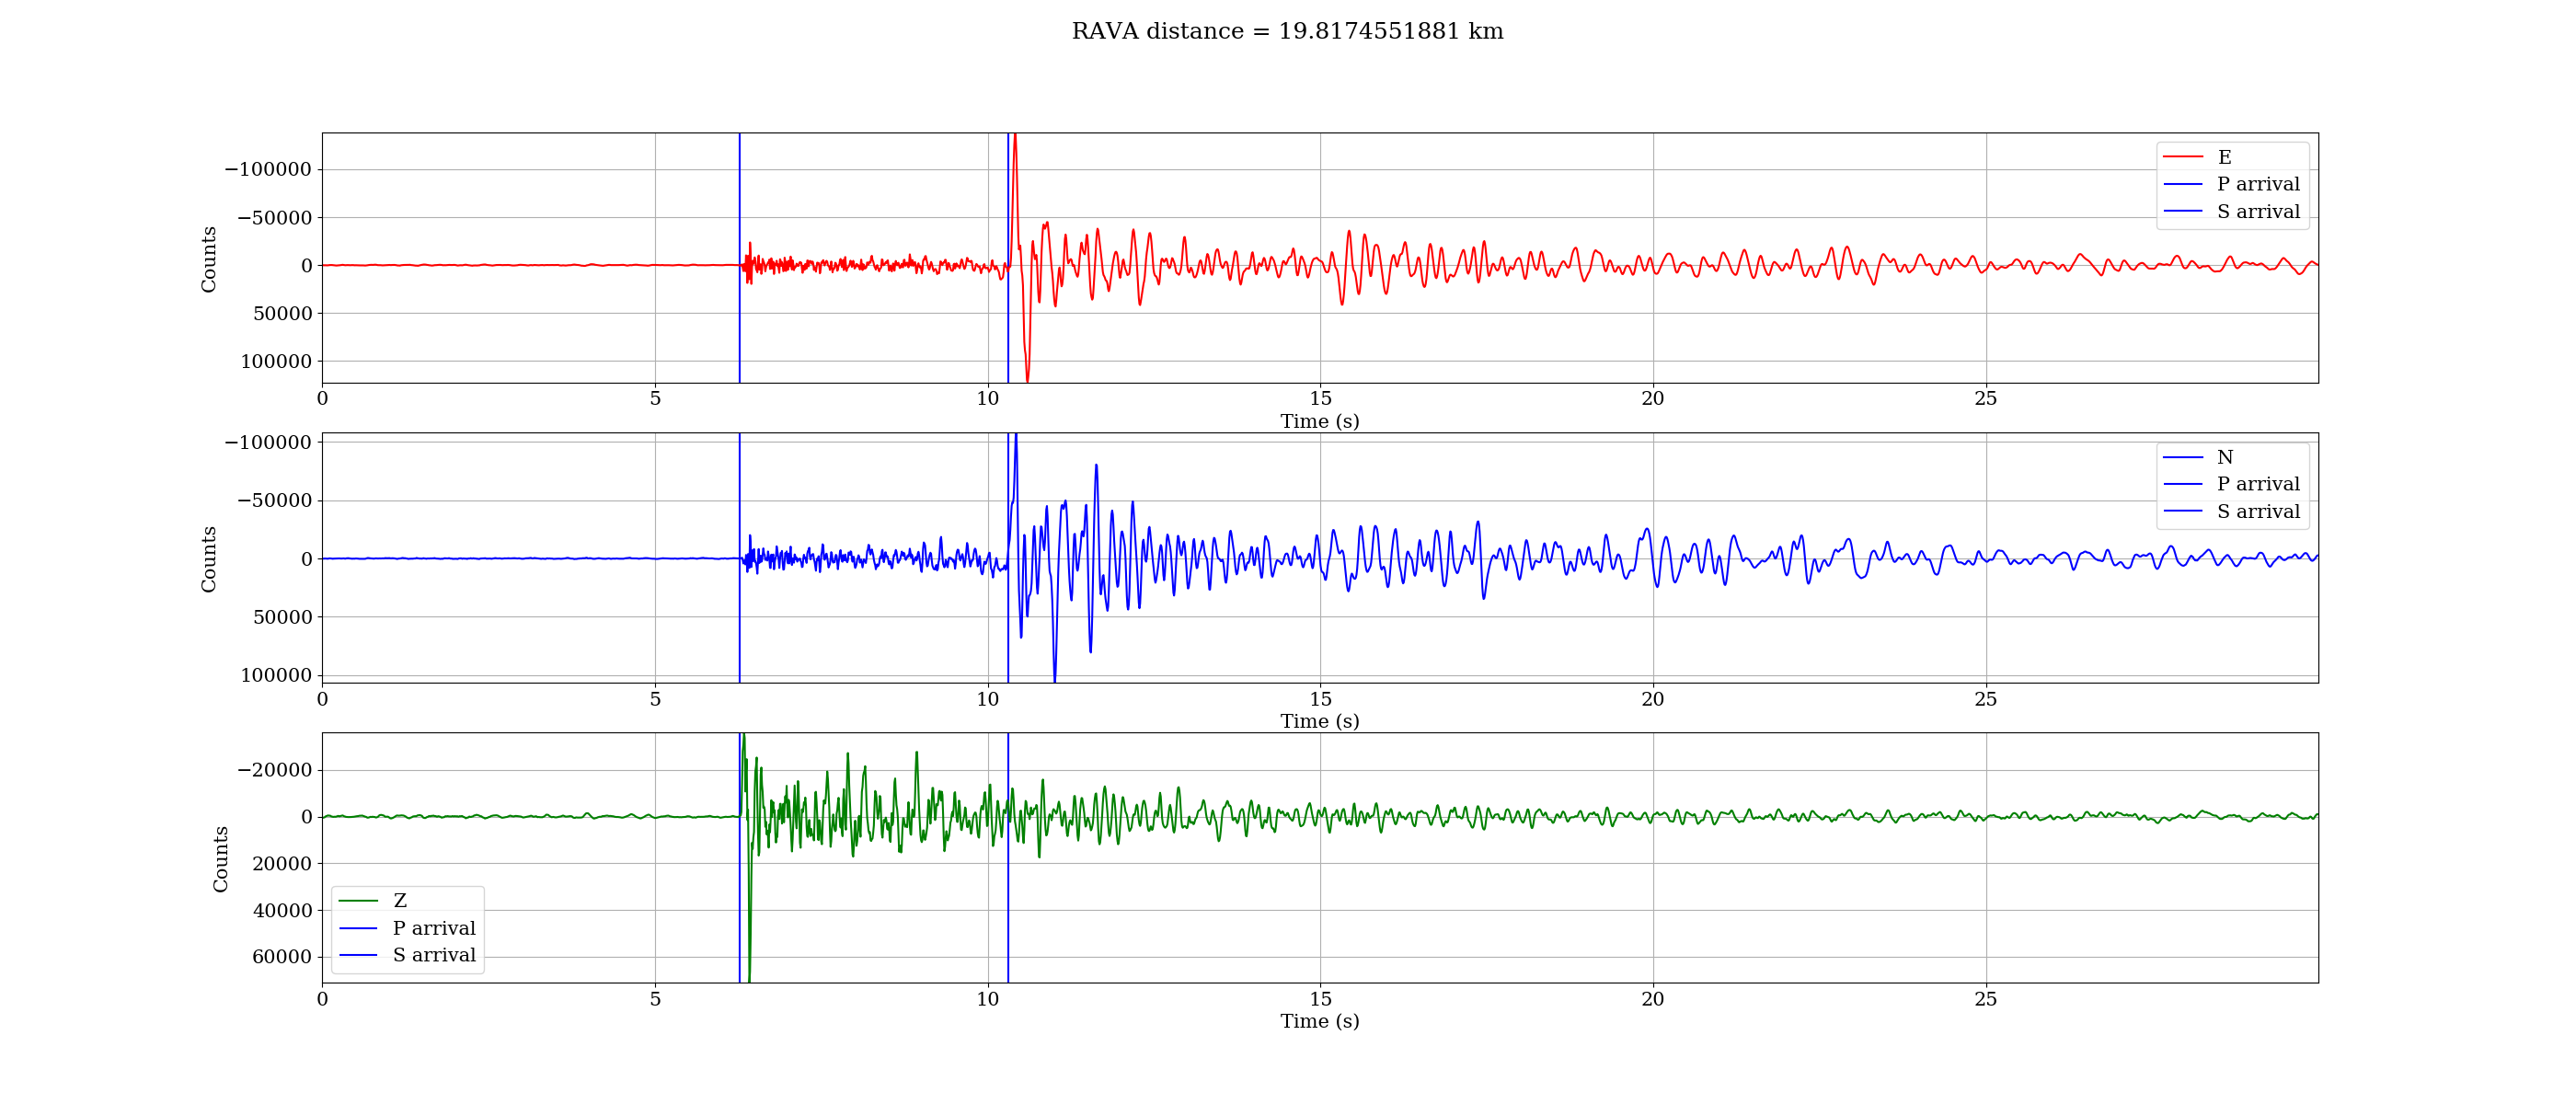 RAVA distance = 19.8174551881 km
−100000
−50000
0
50000
100000
Counts
E
P arrival
S arrival
0 5 10 15 20 25
Time (s)
−100000
−50000
0
50000
100000
Counts
N
P arrival
S arrival
0 5 10 15 20 25
Time (s)
−20000
0
20000
40000
60000
Counts
Z
P arrival
S arrival
0 5 10 15 20 25
Time (s)